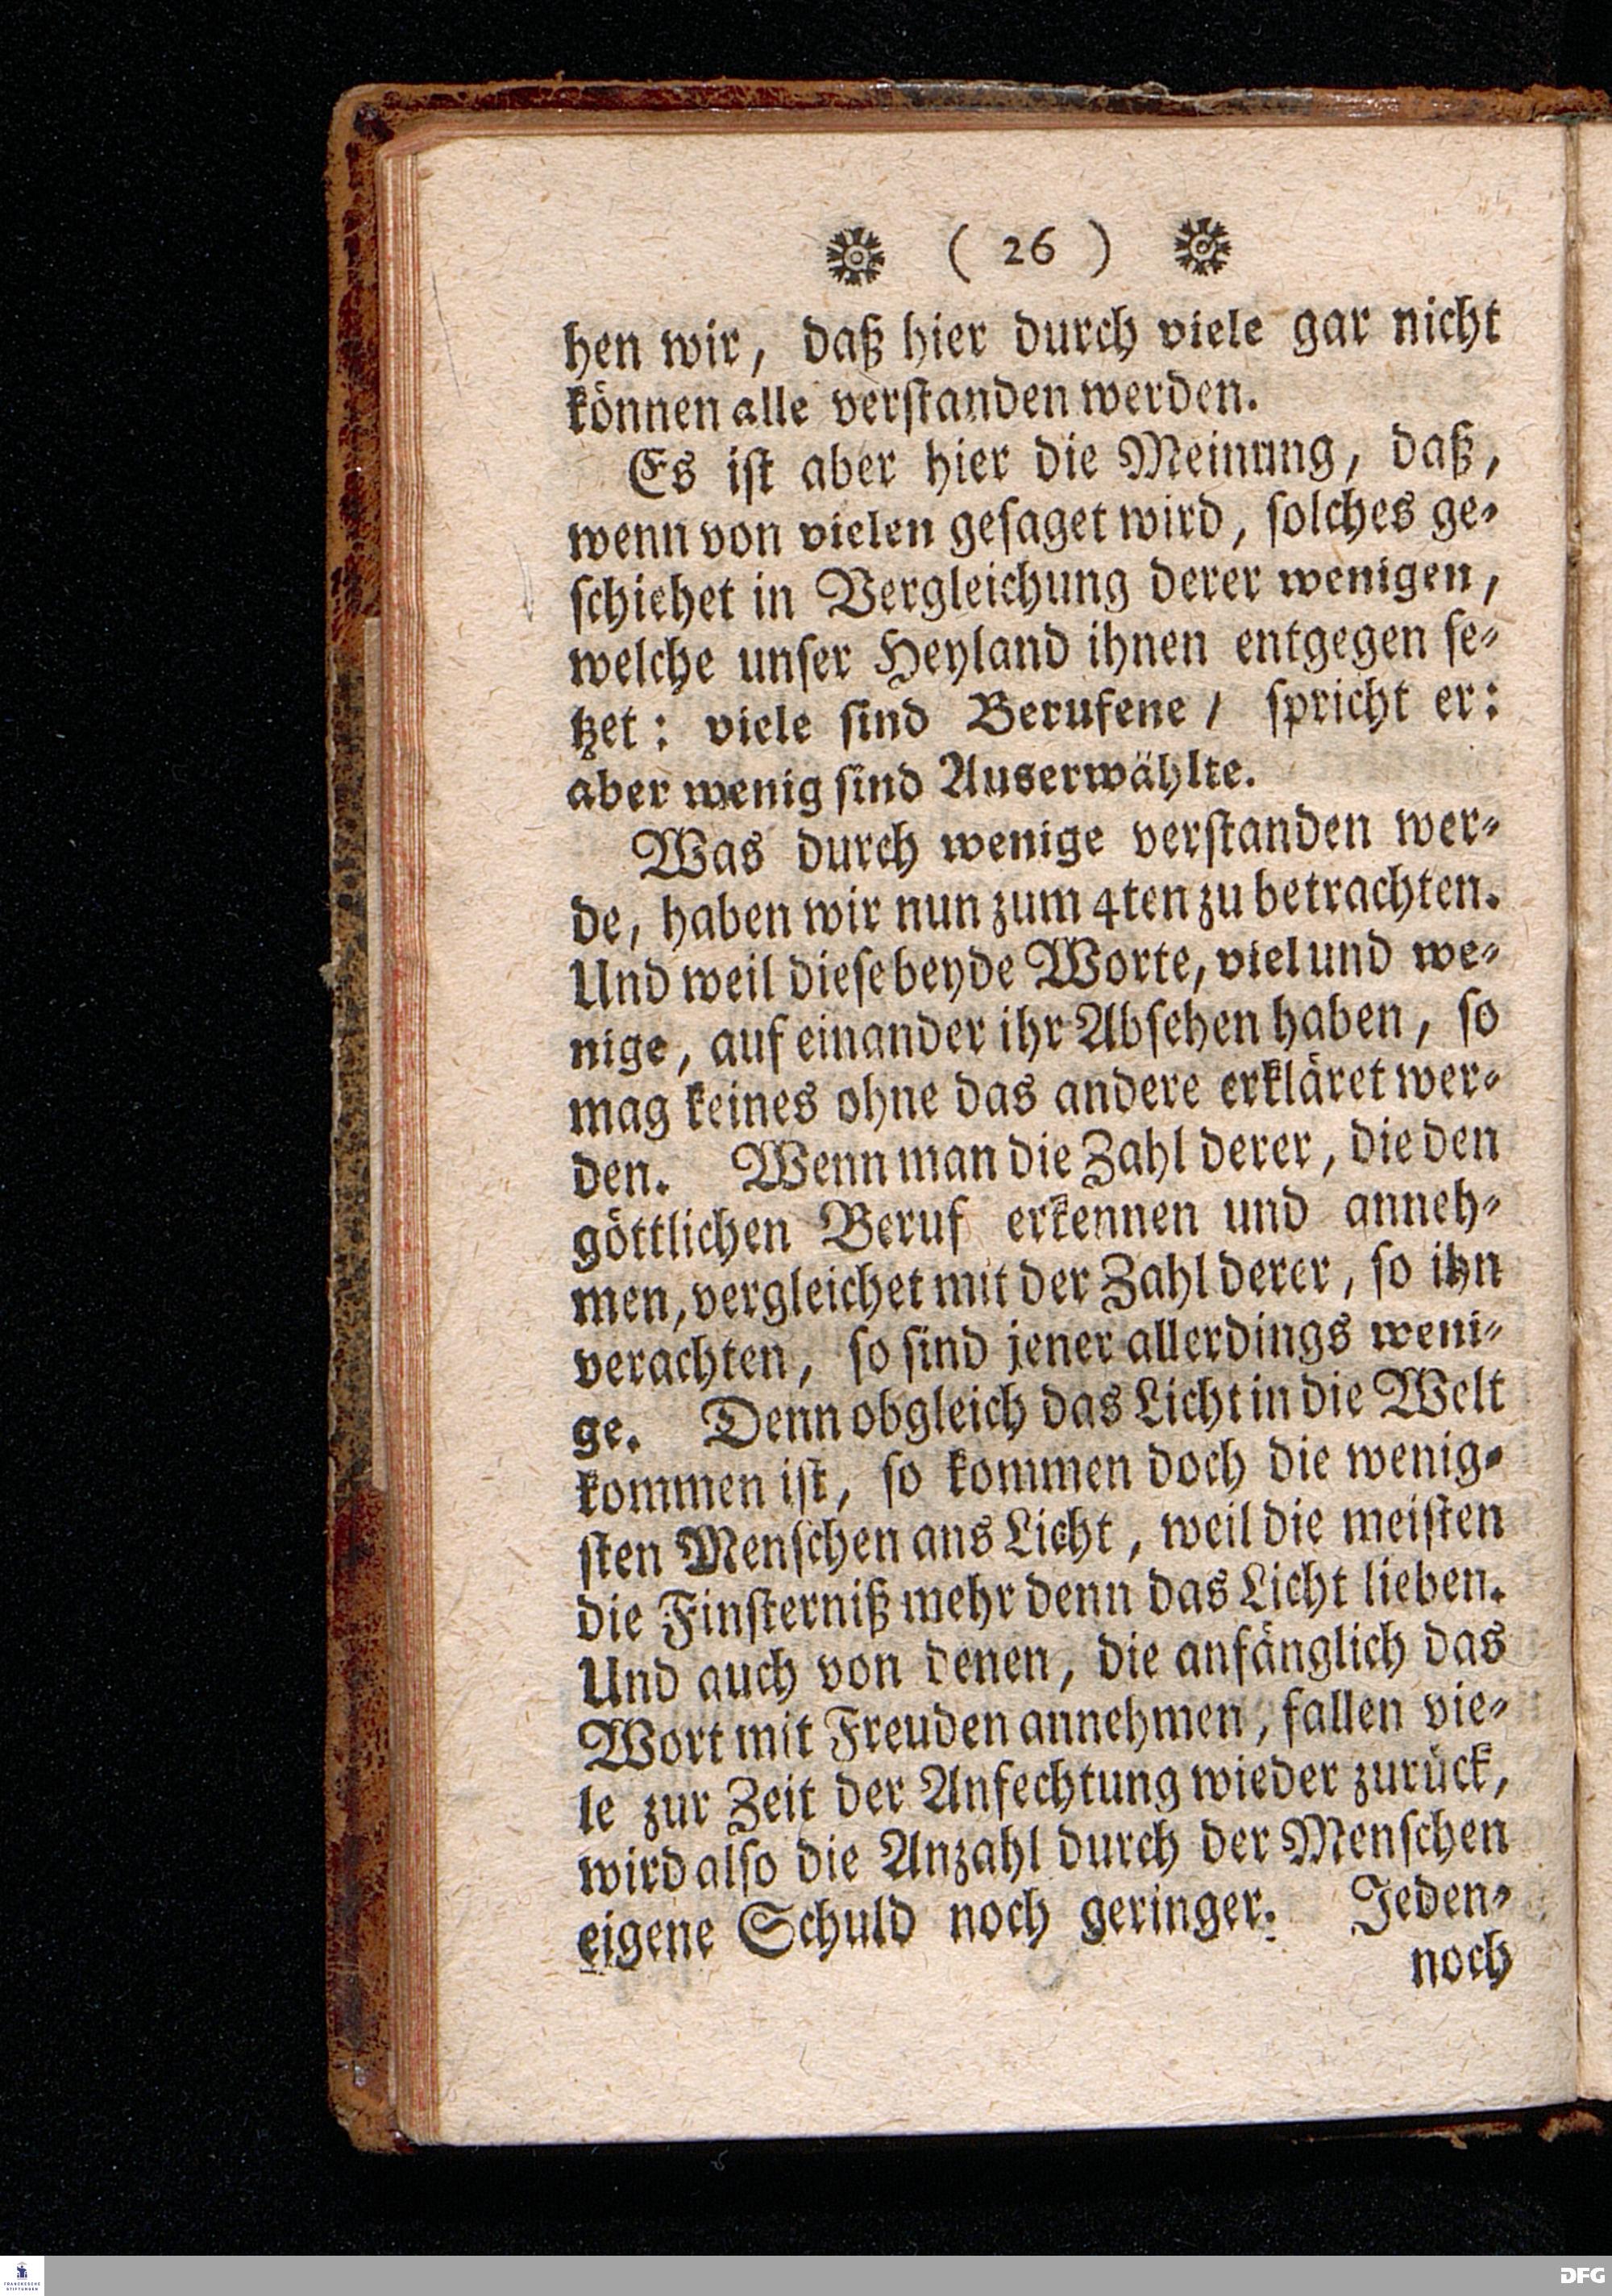 ( 26 )
hen wir, daß hier durch viele gar nicht
können alle verstanden werden.
Es ist aber hier die Meinung, daß,
wenn von vielen gesaget wird, solches ge-
schiehet in Vergleichung derer wenigen,
welche unser Heyland ihnen entgegen se-
tzet: viele sind Berufene / spricht er:
aber wenig sind Auserwählte.
Was durch wenige verstanden wer-
de, haben wir nun zum 4ten zu betrachten.
Und weil diese beyde Worte, viel und we-
nige, auf einander ihr Absehen haben, so
mag keines ohne das andere erkläret wer-
den. Wenn man die Zahl derer, die den
göttlichen Beruf erkennen und anneh-
men, vergleichet mit der Zahl derer, so ihn
verachten, so sind jener allerdings weni-
ge. Denn obgleich das Licht in die Welt
kommen ist, so kommen doch die wenig-
sten Menschen ans Licht, weil die meisten
die Finsterniß mehr denn das Licht lieben.
Und auch von denen, die anfänglich das
Wort mit Freuden annehmen, fallen vie-
le zur Zeit der Anfechtung wieder zurück,
wird also die Anzahl durch der Menschen
eigene Schuld noch geringer. Jeden-
noch
FRANCKESCHE
STIFTUNGEN
DFG